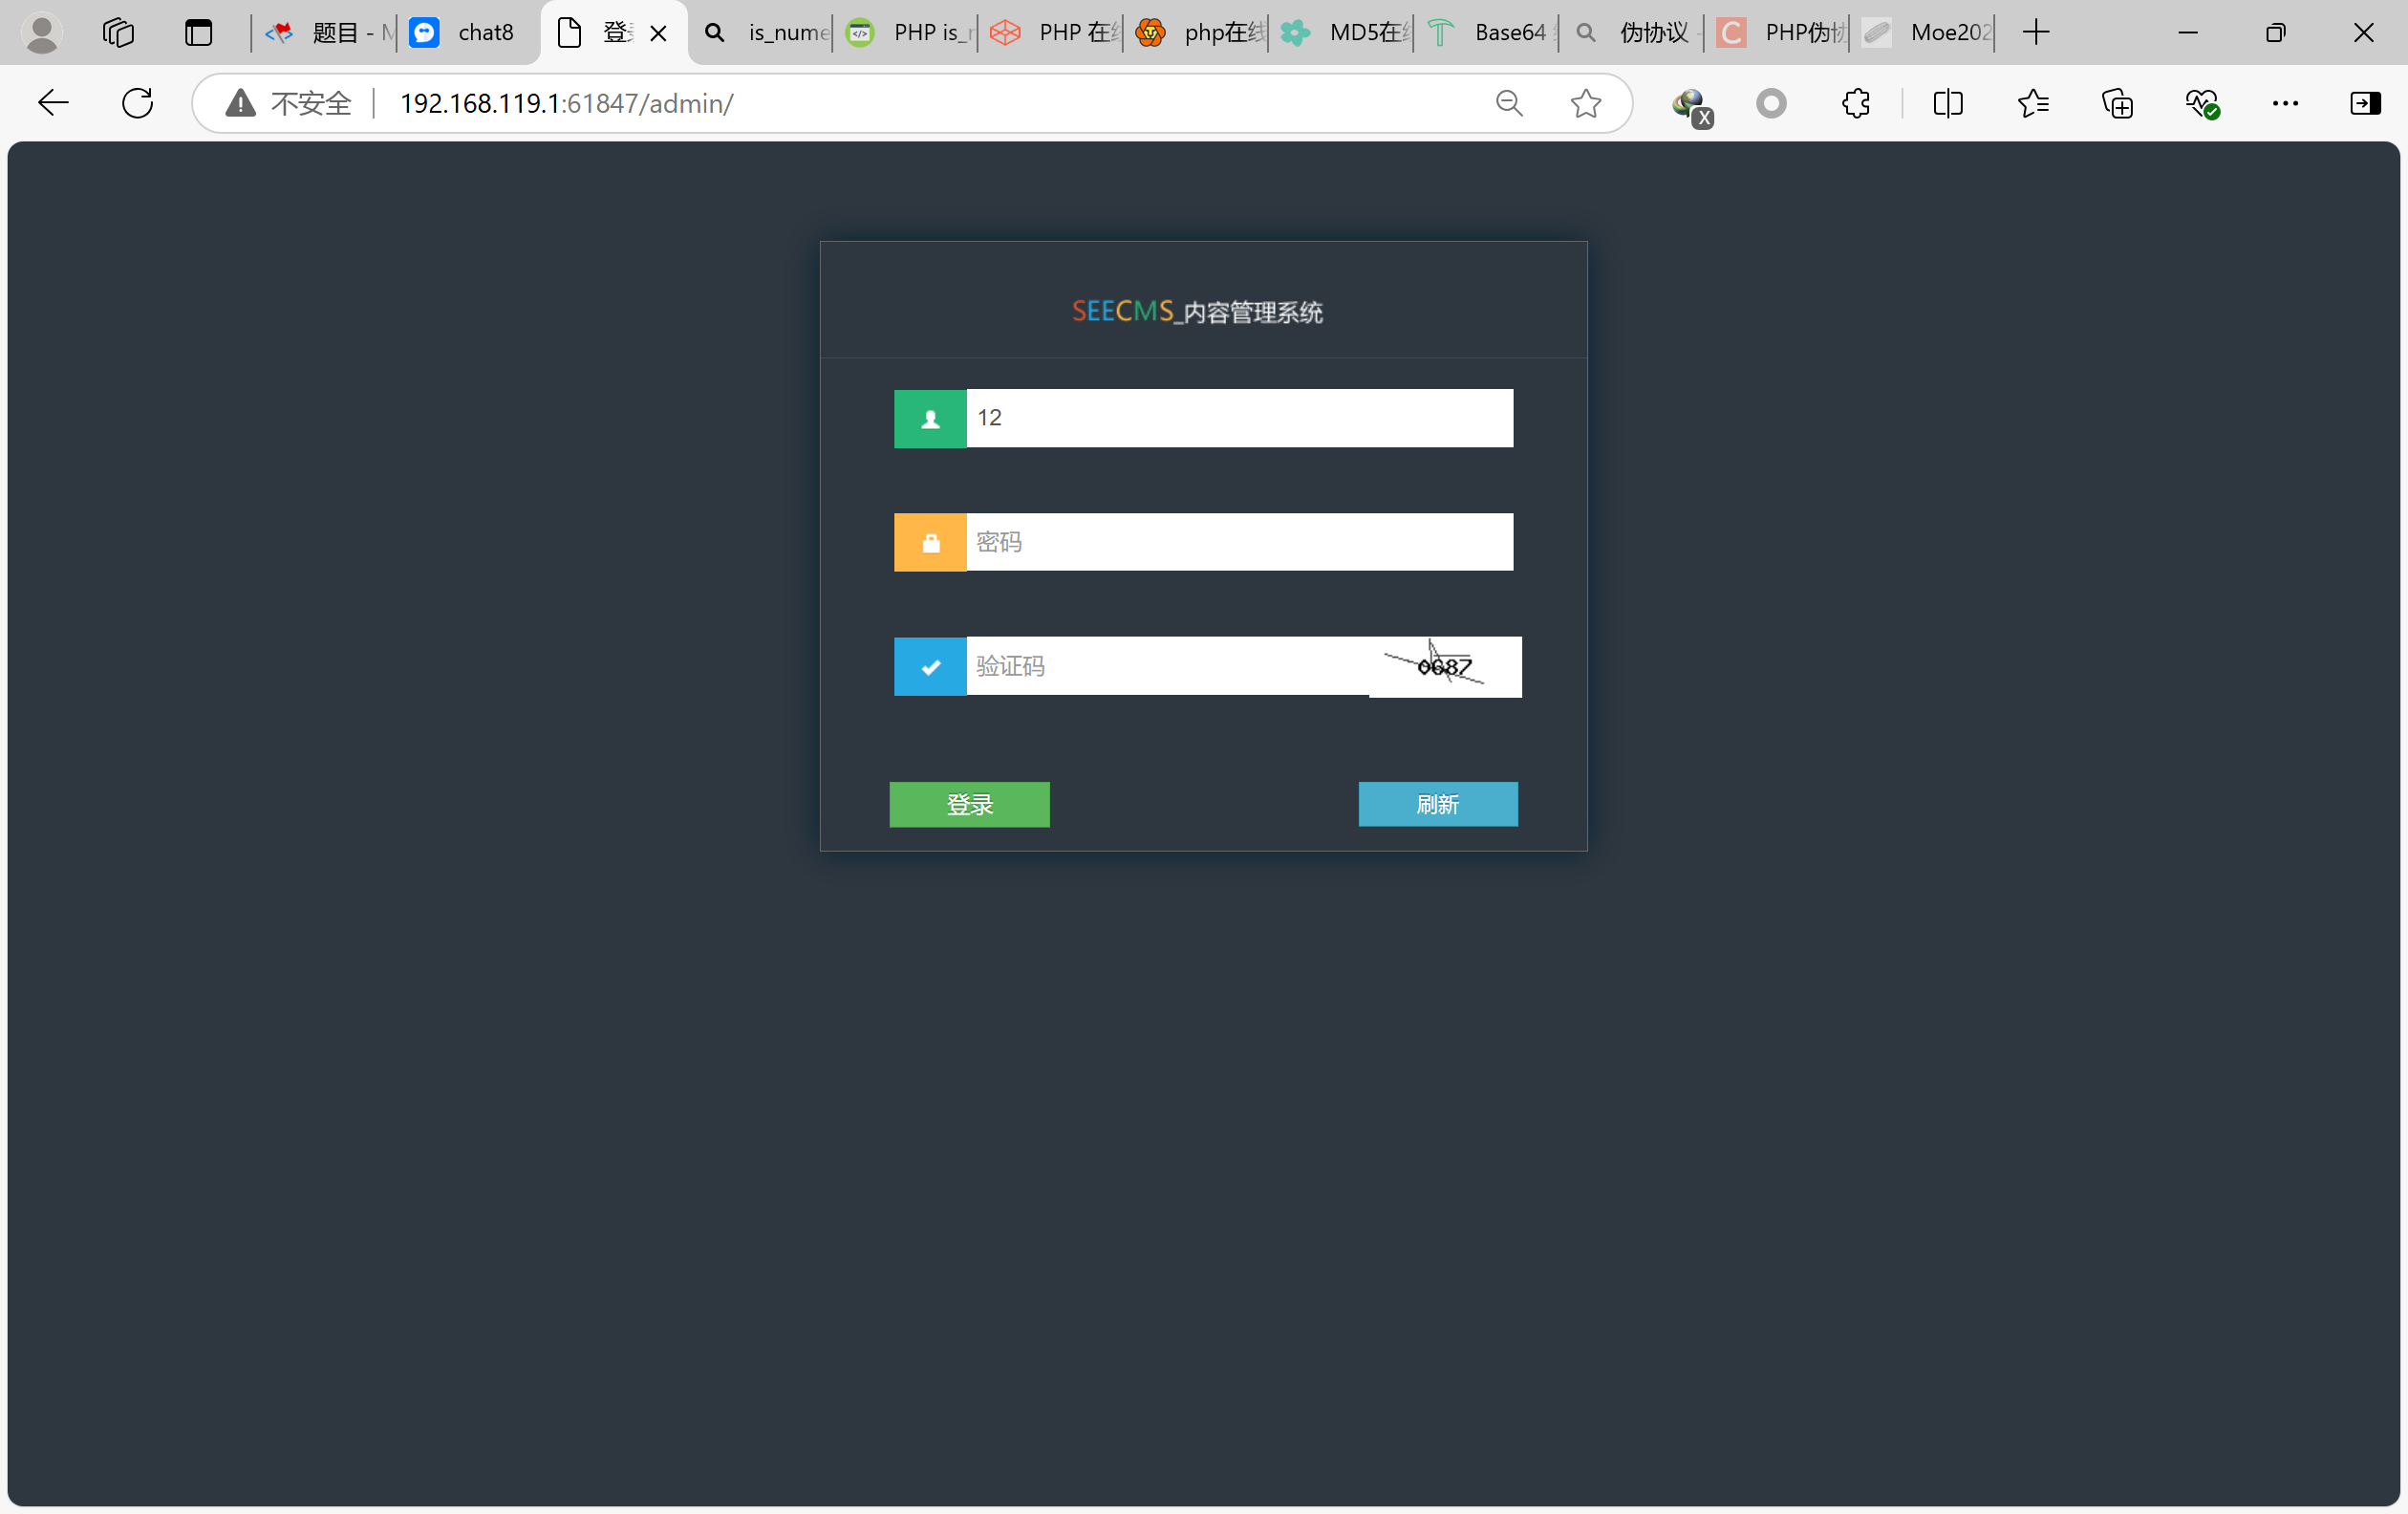 题目 - M
chat8
登录
is_nume
PHP is_n
PHP 在线
php在线
MD5在线
Base64 编
伪协议 -
PHP伪协
Moe202
不安全
192.168.119.1:61847/admin/
X
SEECMS_内容管理系统
12
密码
验证码
0687
登录
刷新